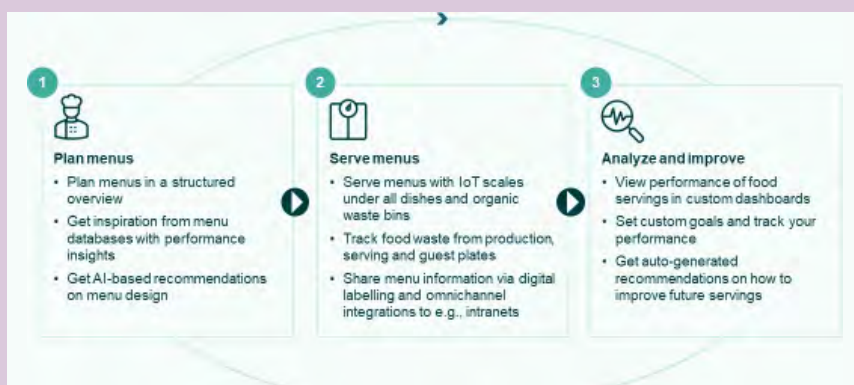 1
Plan menus
• Plan menus in a structured
overview
• Get inspiration from menu
databases with performance
insights
• Get AI-based recommendations
on menu design
2
Serve menus
• Serve menus with IoT scales
under all dishes and organic
waste bins
• Track food waste from production,
serving and guest plates
• Share menu information via digital
labelling and omnichannel
integrations to e.g., intranets
3
Analyze and improve
• View performance of food
servings in custom dashboards
• Set custom goals and track your
performance
• Get auto-generated
recommendations on how to
improve future servings